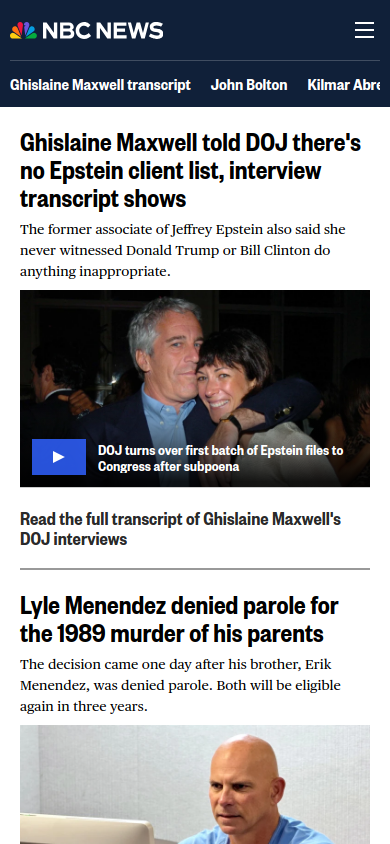 NBC NEWS
Ghislaine Maxwell transcript John Bolton Kilmar Abre
Ghislaine Maxwell told DOJ there's
no Epstein client list, interview
transcript shows
The former associate of Jeffrey Epstein also said she
never witnessed Donald Trump or Bill Clinton do
anything inappropriate.
DOJ turns over first batch of Epstein files to
Congress after subpoena
Read the full transcript of Ghislaine Maxwell's
DOJ interviews
Lyle Menendez denied parole for
the 1989 murder of his parents
The decision came one day after his brother, Erik
Menendez, was denied parole. Both will be eligible
again in three years.